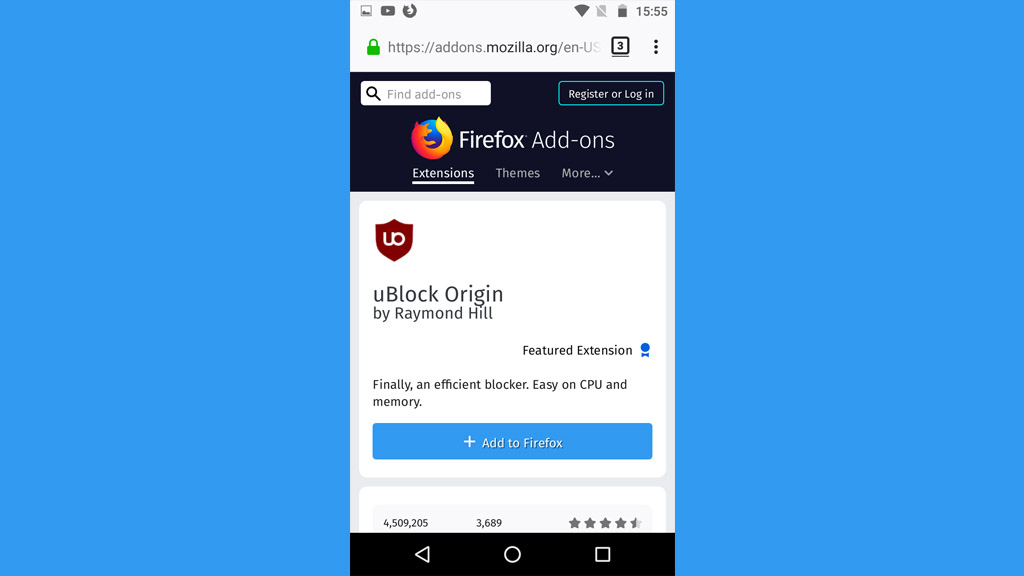 15:55
https://addons.mozilla.org/en-US
3
Find add-ons
Register or Log in
Firefox Add-ons
Extensions
Themes
More...
uo
uBlock Origin
by Raymond Hill
Featured Extension
Finally, an efficient blocker. Easy on CPU and
memory.
+ Add to Firefox
4,509,205
3,689